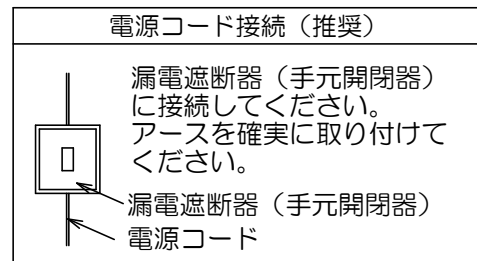 電源コード接続（推奨）
漏電遮断器（手元開閉器）
に接続してください。
アースを確実に取り付けて
ください。
漏電遮断器（手元開閉器）
電源コード